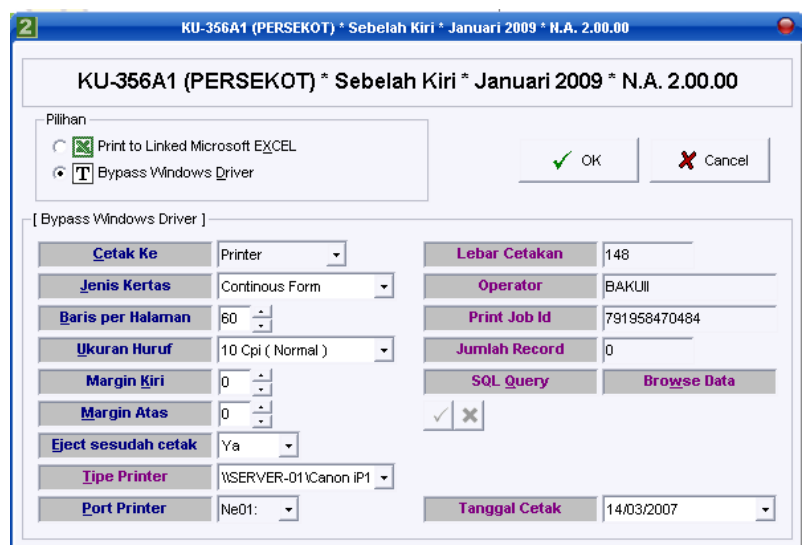 2 KU-356A1 (PERSEKOT) * Sebelah Kiri * Januari 2009 * N.A. 2.00.00
KU-356A1 (PERSEKOT) * Sebelah Kiri * Januari 2009 * N.A. 2.00.00
Pilihan
Print to Linked Microsoft EXCEL
T Bypass Windows Driver
OK
Cancel
[ Bypass Windows Driver ]
Cetak Ke Printer
Lebar Cetakan 148
Jenis Kertas Continous Form
Operator BAKUII
Baris per Halaman 60
Print Job Id 791958470484
Ukuran Huruf 10 Cpi ( Normal )
Jumlah Record 0
Margin Kiri 0
SQL Query Browse Data
Margin Atas 0
Eject sesudah cetak Ya
Tipe Printer \\SERVER-01\Canon iP1
Port Printer Ne01:
Tanggal Cetak 14/03/2007